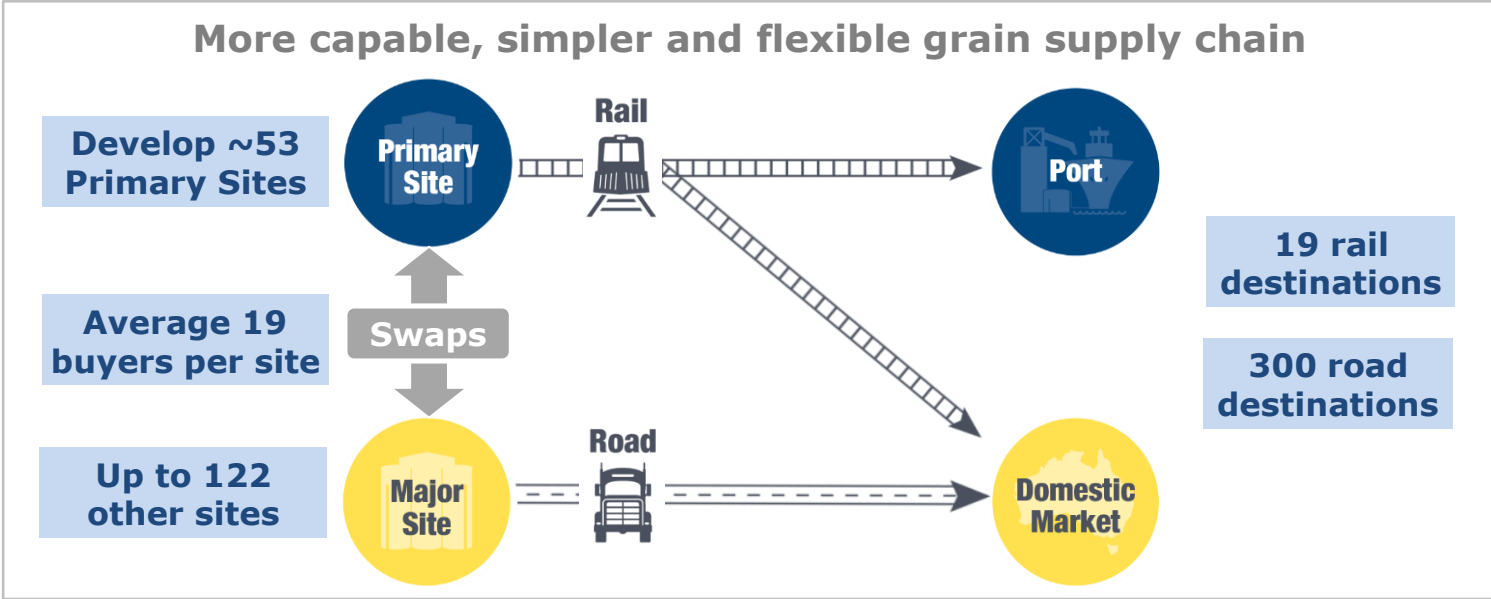 More capable, simpler and flexible grain supply chain
Develop ~53
Primary Sites
Primary
Site
Rail
Port
19 rail
destinations
Average 19
buyers per site
Swaps
300 road
destinations
Up to 122
other sites
Major
Site
Road
Domestic
Market